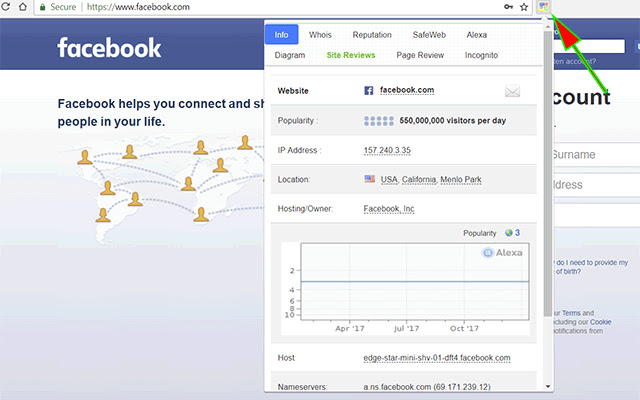 Secure https://www.facebook.com
facebook
Info Whois Reputation SafeWeb Alexa
Diagram Site Reviews Page Review Incognito
Website facebook.com
Popularity : 550,000,000 visitors per day
IP Address : 157.240.3.35
Location: USA, California, Menlo Park
Hosting/Owner: Facebook, Inc
Popularity 3
Alexa
2
4
6
8
10
Apr '17 Jul '17 Oct '17
Host edge-star-mini-shv-01-dft4.facebook.com
Nameservers: a.ns.facebook.com (69.171.239.12)
Facebook helps you connect and sh
people in your life.
ten account?
count
Surname
ddress
do I need to provide my
of birth?
ur Terms and
ncluding our Cookie
notifications from